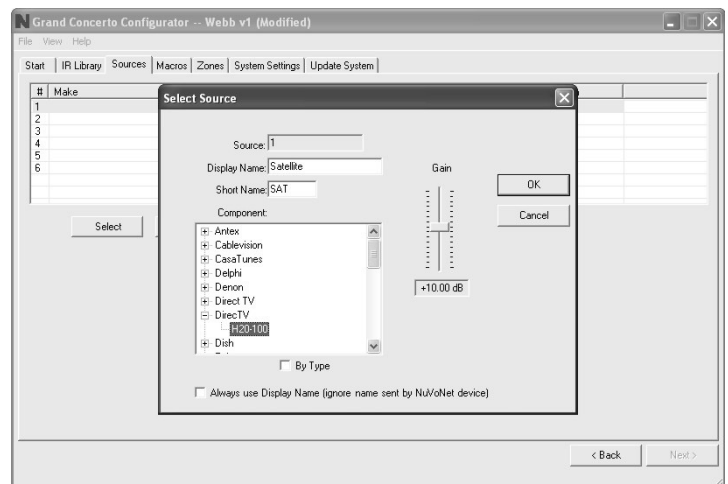 Grand Concerto Configurator -- Webb v1 (Modified)
File View Help
Start IR Library Sources Macros Zones System Settings Update System
# Make
1
2
3
4
5
6
Select
Select Source
Source: 1
Display Name: Satellite
Short Name: SAT
Component:
Antex
Cablevision
CasaTunes
Delphi
Denon
Direct TV
DirecTV
H20-100
Dish
By Type
Gain
+10.00 dB
OK
Cancel
Always use Display Name (ignore name sent by NuVoNet device)
< Back
Next >